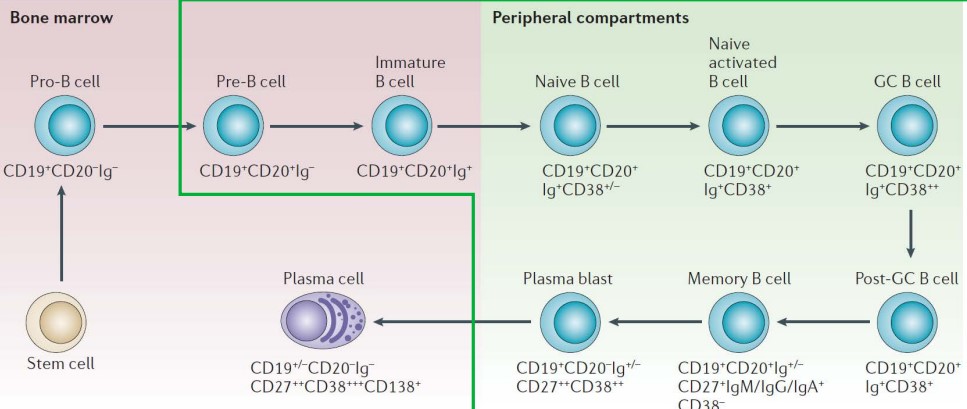 Bone marrow
Peripheral compartments
Pro-B cell
Pre-B cell
Immature
B cell
Naive B cell
Naive
activated
B cell
GC B cell
CD19⁺CD20⁻Ig⁻
CD19⁺CD20⁺Ig⁻
CD19⁺CD20⁺Ig⁺
CD19⁺CD20⁺
Ig⁺CD38⁺/⁻
CD19⁺CD20⁺
Ig⁺CD38⁺
CD19⁺CD20⁺
Ig⁺CD38⁺⁺
Stem cell
Plasma cell
CD19⁺/⁻CD20⁻Ig⁻
CD27⁺⁺CD38⁺⁺⁺CD138⁺
Plasma blast
CD19⁺CD20⁻Ig⁺/⁻
CD27⁺⁺CD38⁺⁺
Memory B cell
CD19⁺CD20⁺Ig⁺/⁻
CD27⁺IgM/IgG/IgA⁺
CD38⁻
Post-GC B cell
CD19⁺CD20⁺
Ig⁺CD38⁺